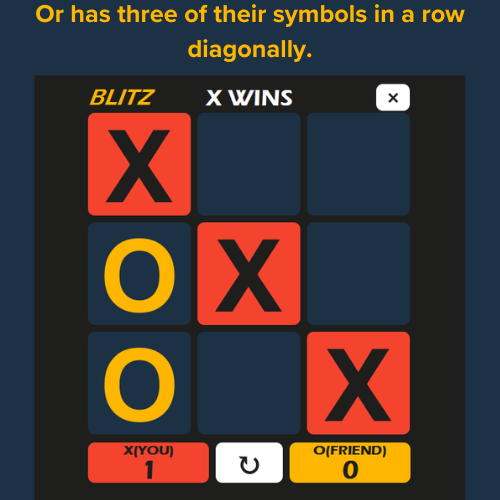 Or has three of their symbols in a row
diagonally.
BLITZ X WINS ×
X
O X
O X
X(YOU) O(FRIEND)
1 ↻ 0